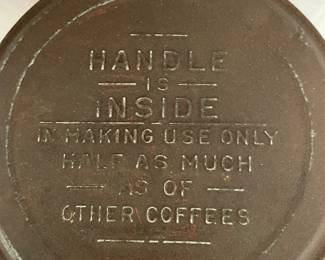 HANDLE
IS
INSIDE
IN MAKING USE ONLY
HALF AS MUCH
AS OF
OTHER COFFEES